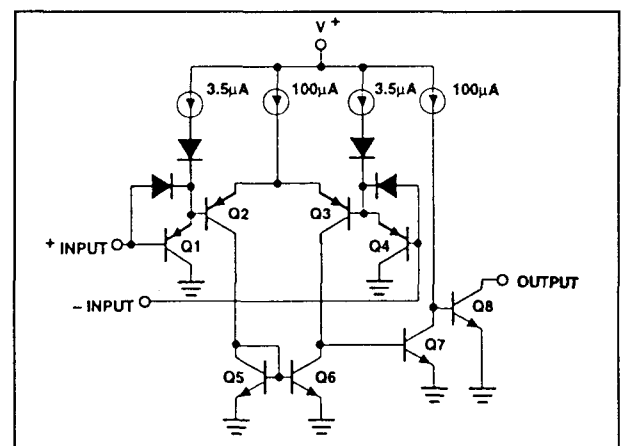 V +
3.5μA
100μA
3.5μA
100μA
Q2
Q3
+ INPUT
Q1
Q4
OUTPUT
– INPUT
Q8
Q7
Q5
Q6